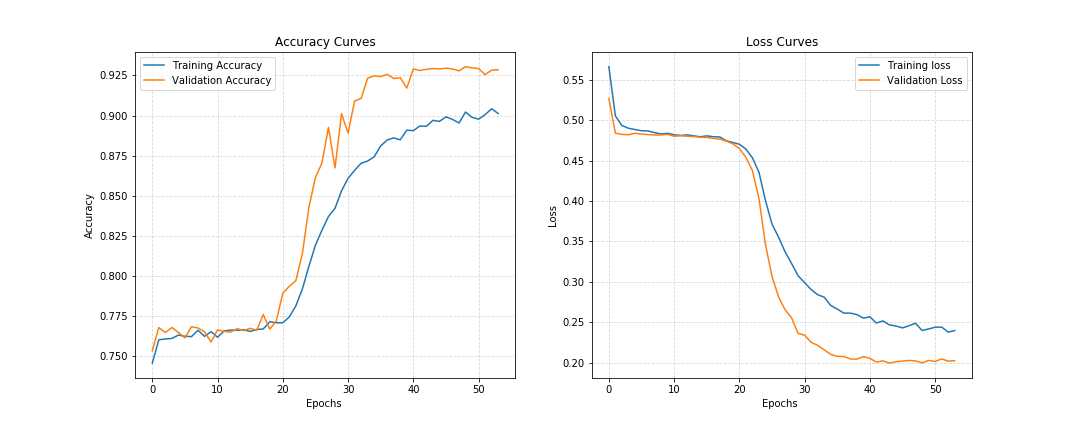 Accuracy Curves
Training Accuracy
Validation Accuracy
0.925
0.900
0.875
0.850
0.825
0.800
0.775
0.750
Accuracy
0 10 20 30 40 50
Epochs
Loss Curves
Training loss
Validation Loss
0.55
0.50
0.45
0.40
0.35
0.30
0.25
0.20
Loss
0 10 20 30 40 50
Epochs